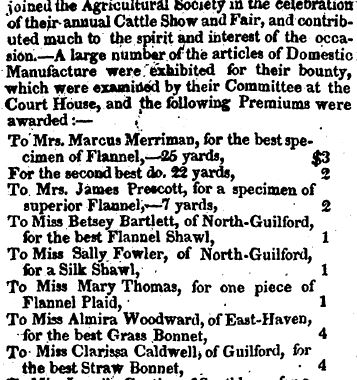 joined the Agricultural Society in the celebration
of their annual Cattle Show and Fair, and contrib-
uted much to the spirit and interest of the occa-
sion.—A large number of the articles of Domestic
Manufacture were exhibited for their bounty,
which were examined by their Committee at the
Court House, and the following Premiums were
awarded :—
To Mrs. Marcus Merriman, for the best spe-
cimen of Flannel,—25 yards, $3
For the second best do. 22 yards, 2
To Mrs. James Prescott, for a specimen of
superior Flannel,—7 yards, 2
To Miss Betsey Bartlett, of North-Guilford,
for the best Flannel Shawl, 1
To Miss Sally Fowler, of North-Guilford,
for a Silk Shawl, 1
To Miss Mary Thomas, for one piece of
Flannel Plaid, 1
To Miss Almira Woodward, of East-Haven,
for the best Grass Bonnet, 4
To Miss Clarissa Caldwell, of Guilford, for
the best Straw Bonnet, 4